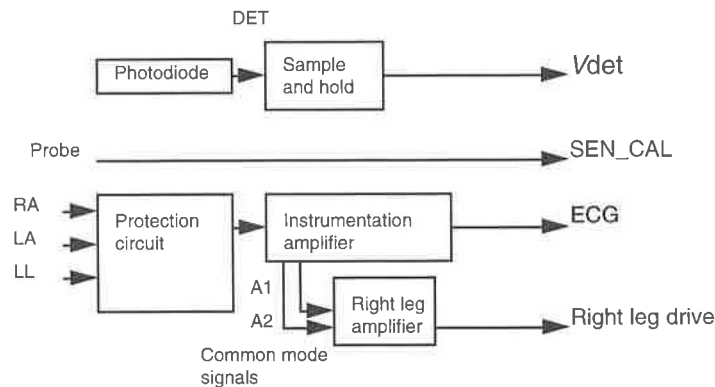 DET
Photodiode
Sample
and hold
Vdet
Probe
SEN_CAL
RA
LA
LL
Protection
circuit
Instrumentation
amplifier
ECG
A1
A2
Right leg
amplifier
Right leg drive
Common mode
signals